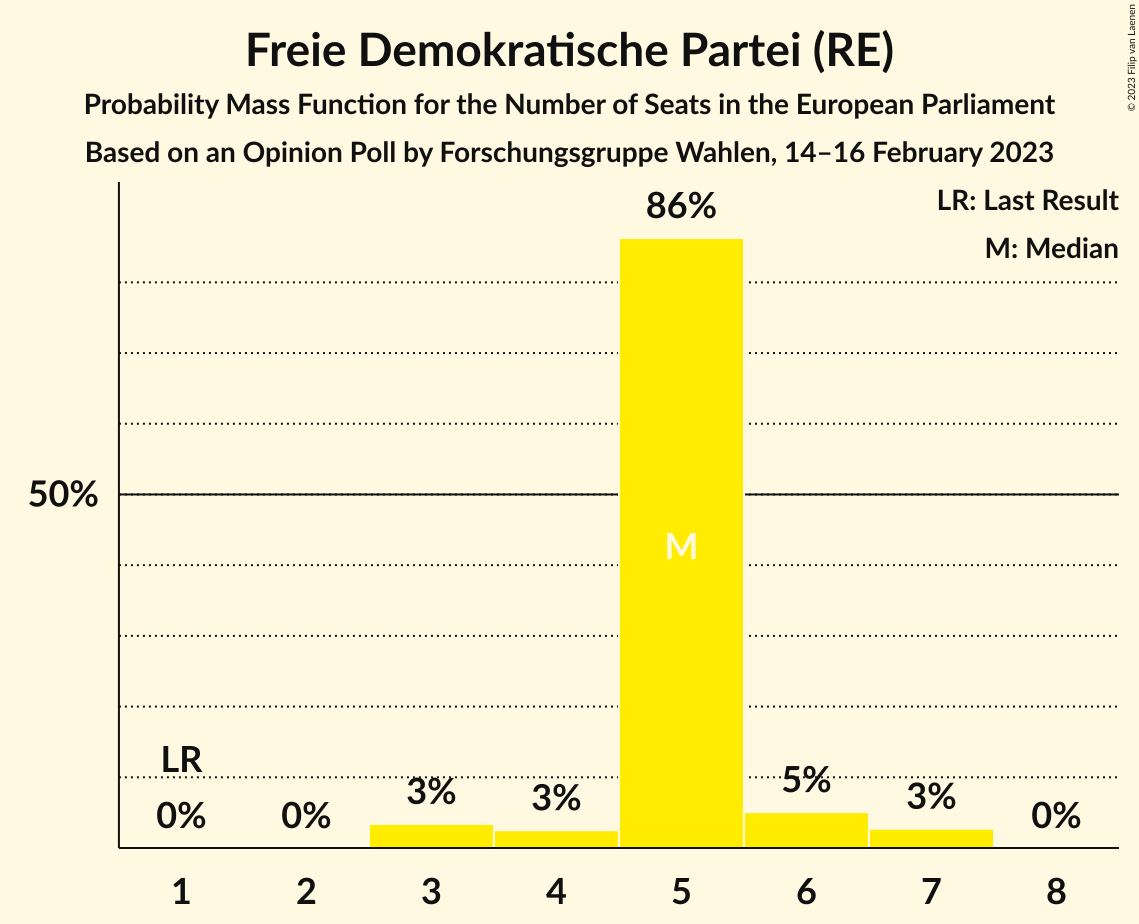 Freie Demokratische Partei (RE)
Probability Mass Function for the Number of Seats in the European Parliament
Based on an Opinion Poll by Forschungsgruppe Wahlen, 14–16 February 2023
© 2023 Filip van Laenen
LR: Last Result
M: Median
86%
50%
M
LR
0%
0%
3%
3%
5%
3%
0%
1 2 3 4 5 6 7 8